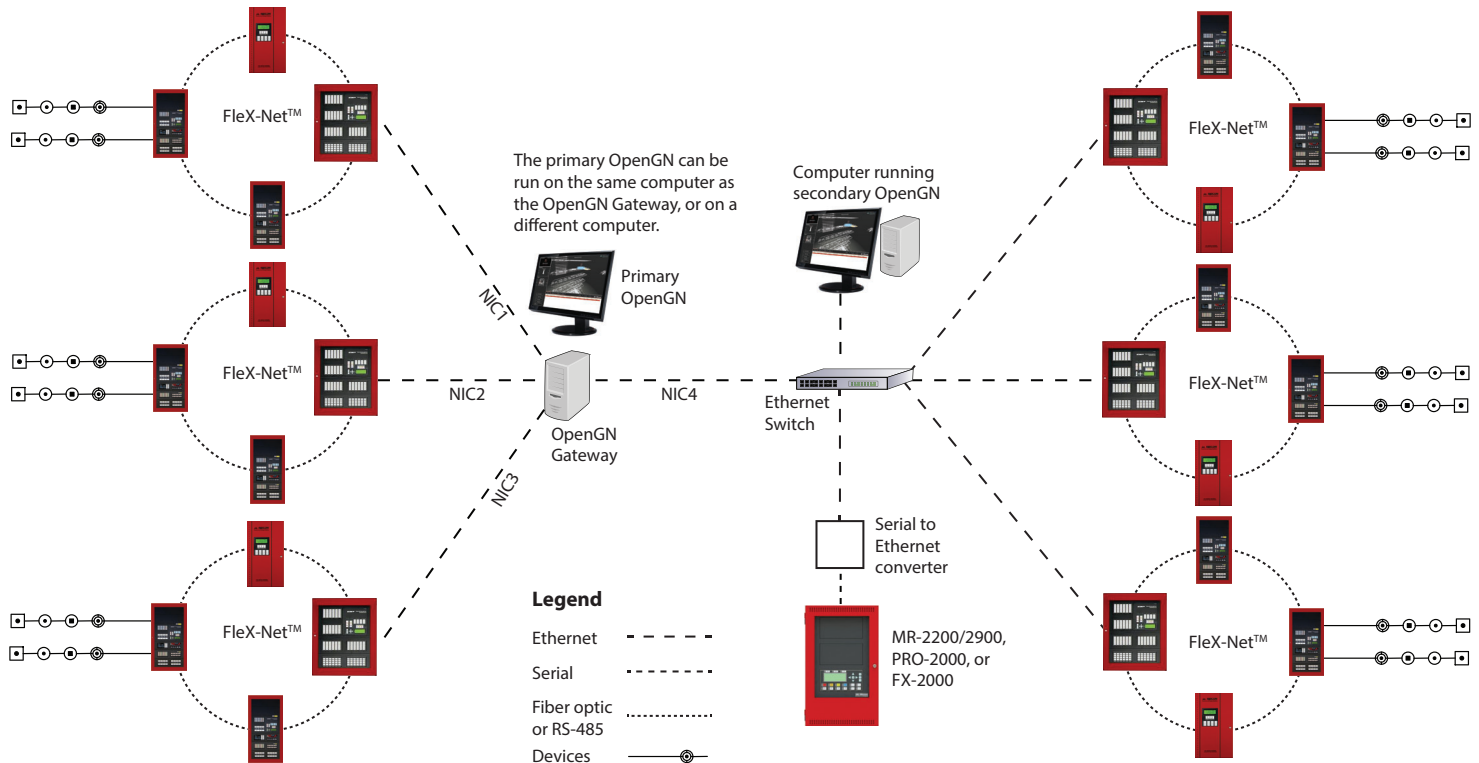 FleX-Net™
FleX-Net™
The primary OpenGN can be
run on the same computer as
the OpenGN Gateway, or on a
different computer.
Computer running
secondary OpenGN
Primary
OpenGN
NIC1
FleX-Net™
NIC2
NIC4
FleX-Net™
Ethernet
Switch
OpenGN
Gateway
NIC3
Serial to
Ethernet
converter
FleX-Net™
FleX-Net™
Legend
Ethernet
Serial
Fiber optic
or RS-485
Devices
MR-2200/2900,
PRO-2000, or
FX-2000